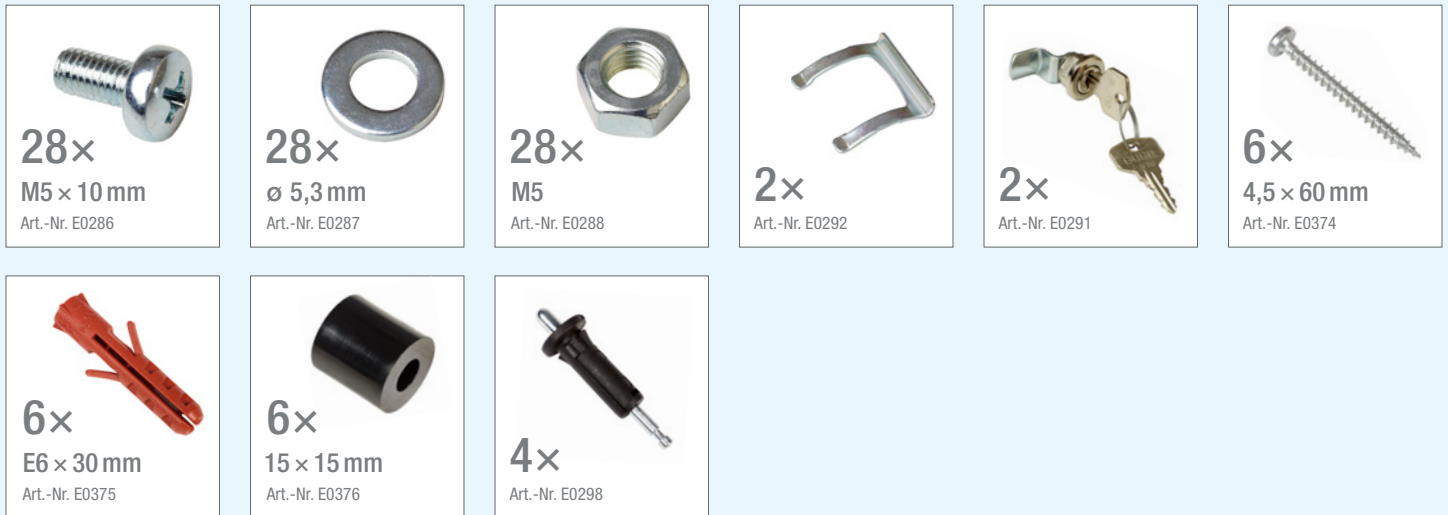 28×
M5 × 10 mm
Art.-Nr. E0286
28×
ø 5,3 mm
Art.-Nr. E0287
28×
M5
Art.-Nr. E0288
2×
Art.-Nr. E0292
2×
Art.-Nr. E0291
6×
4,5 × 60 mm
Art.-Nr. E0374
6×
E6 × 30 mm
Art.-Nr. E0375
6×
15 × 15 mm
Art.-Nr. E0376
4×
Art.-Nr. E0298